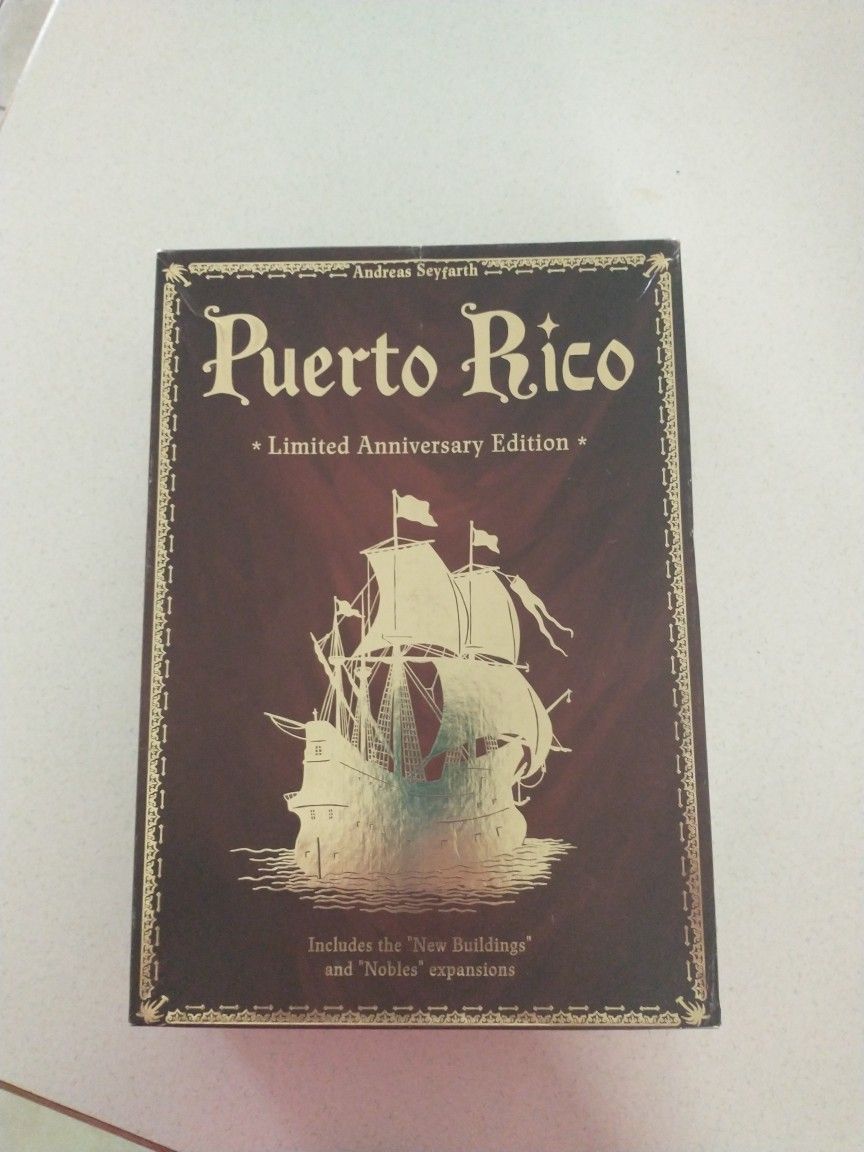 Andreas Seyfarth
Puerto Rico
* Limited Anniversary Edition *
Includes the "New Buildings"
and "Nobles" expansions